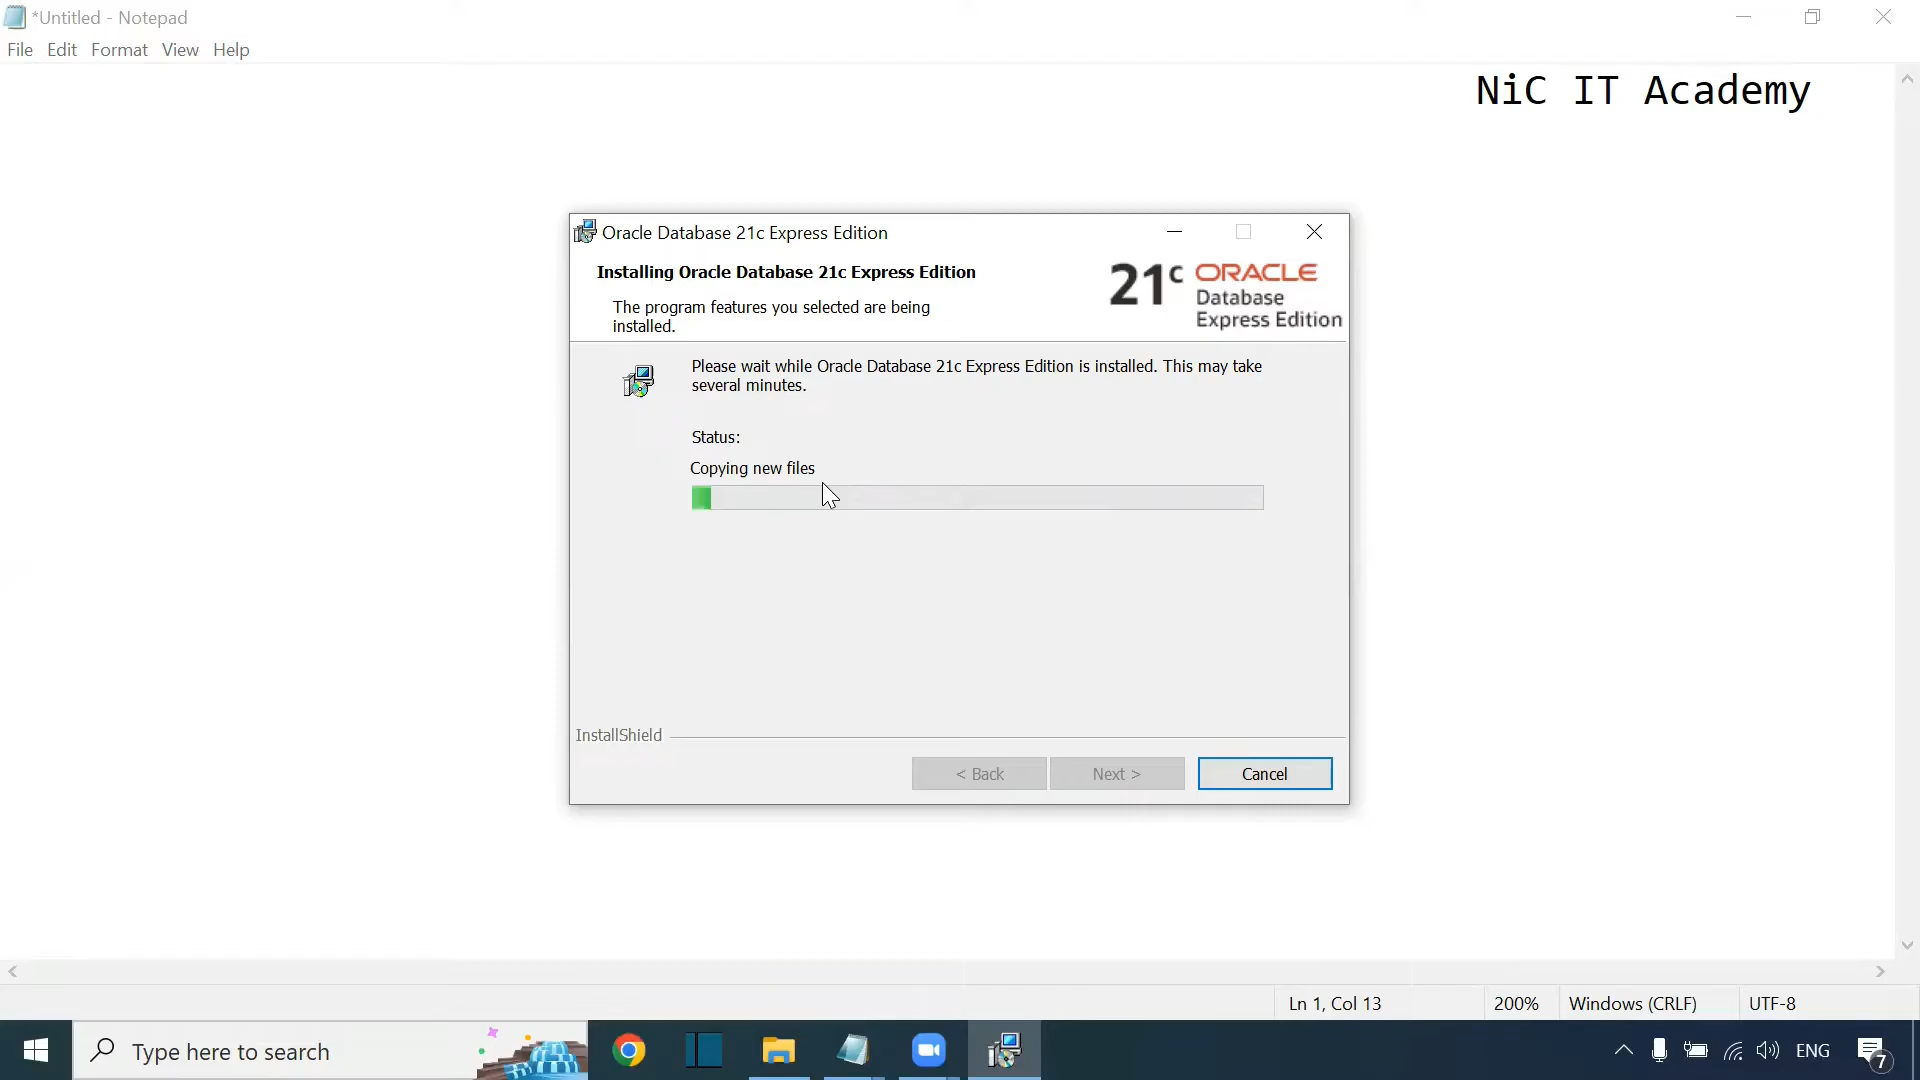 *Untitled - Notepad
File Edit Format View Help
NiC IT Academy
Oracle Database 21c Express Edition
Installing Oracle Database 21c Express Edition
The program features you selected are being
installed.
21c ORACLE
Database
Express Edition
Please wait while Oracle Database 21c Express Edition is installed. This may take
several minutes.
Status:
Copying new files
InstallShield
< Back Next > Cancel
Ln 1, Col 13 200% Windows (CRLF) UTF-8
Type here to search ENG 7